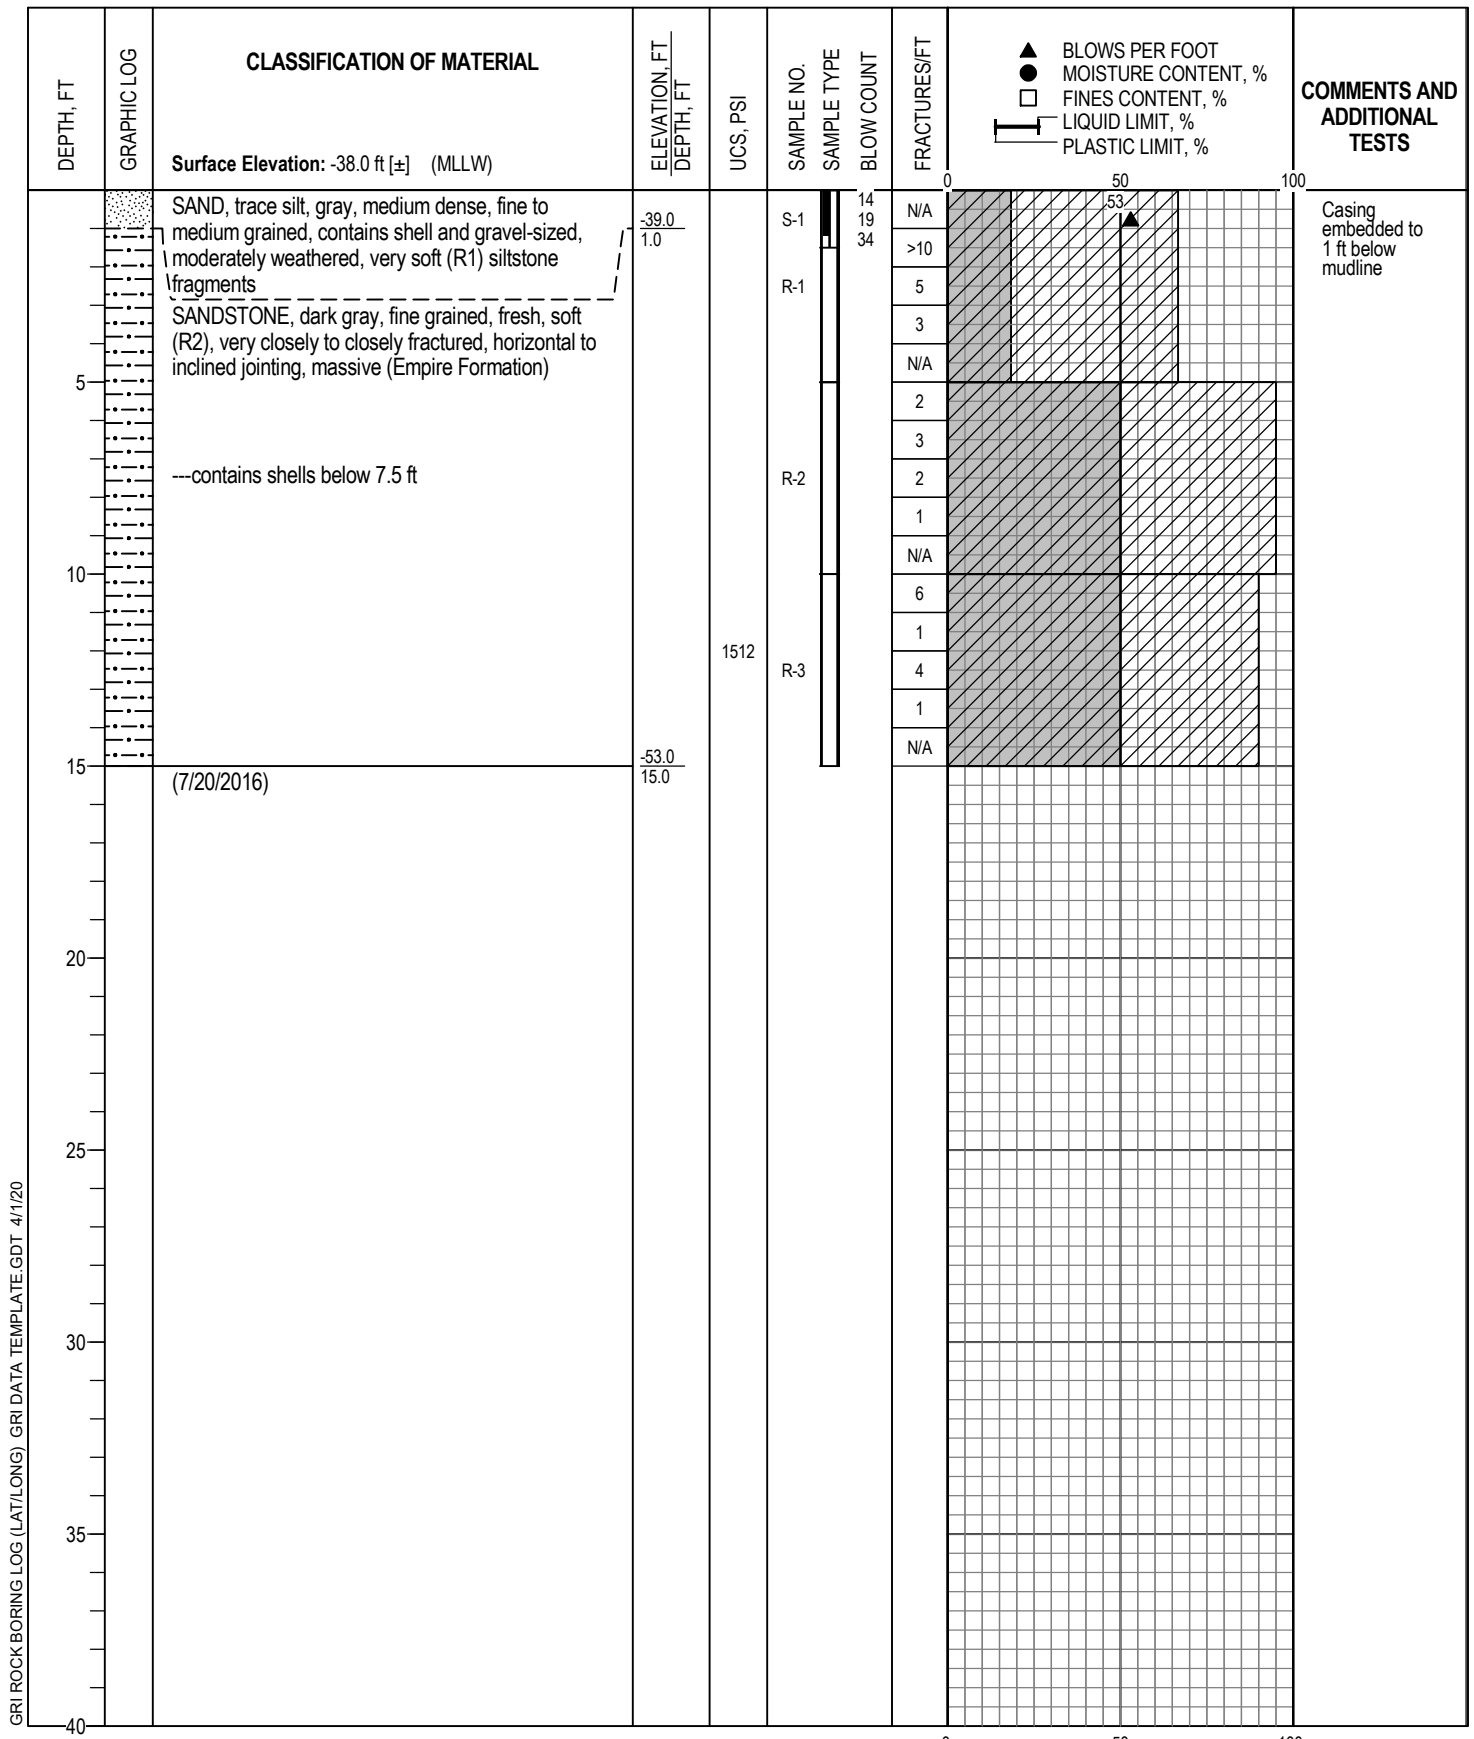 DEPTH, FT
GRAPHIC LOG
CLASSIFICATION OF MATERIAL
Surface Elevation: -38.0 ft [±] (MLLW)
ELEVATION, FT
DEPTH, FT
UCS, PSI
SAMPLE NO.
SAMPLE TYPE
BLOW COUNT
FRACTURES/FT
BLOWS PER FOOT
MOISTURE CONTENT, %
FINES CONTENT, %
LIQUID LIMIT, %
PLASTIC LIMIT, %
COMMENTS AND
ADDITIONAL
TESTS
0 50 100
SAND, trace silt, gray, medium dense, fine to
medium grained, contains shell and gravel-sized,
moderately weathered, very soft (R1) siltstone
fragments
-39.0
1.0
S-1
14
19
34
N/A
53
Casing
embedded to
1 ft below
mudline
>10
R-1
5
SANDSTONE, dark gray, fine grained, fresh, soft
(R2), very closely to closely fractured, horizontal to
inclined jointing, massive (Empire Formation)
3
N/A
5
2
3
---contains shells below 7.5 ft
R-2
2
1
N/A
10
6
1
1512
R-3
4
1
N/A
-53.0
15.0
15
(7/20/2016)
20
25
30
35
40
0 50 100
GRI ROCK BORING LOG (LAT/LONG) GRI DATA TEMPLATE.GDT 4/1/20